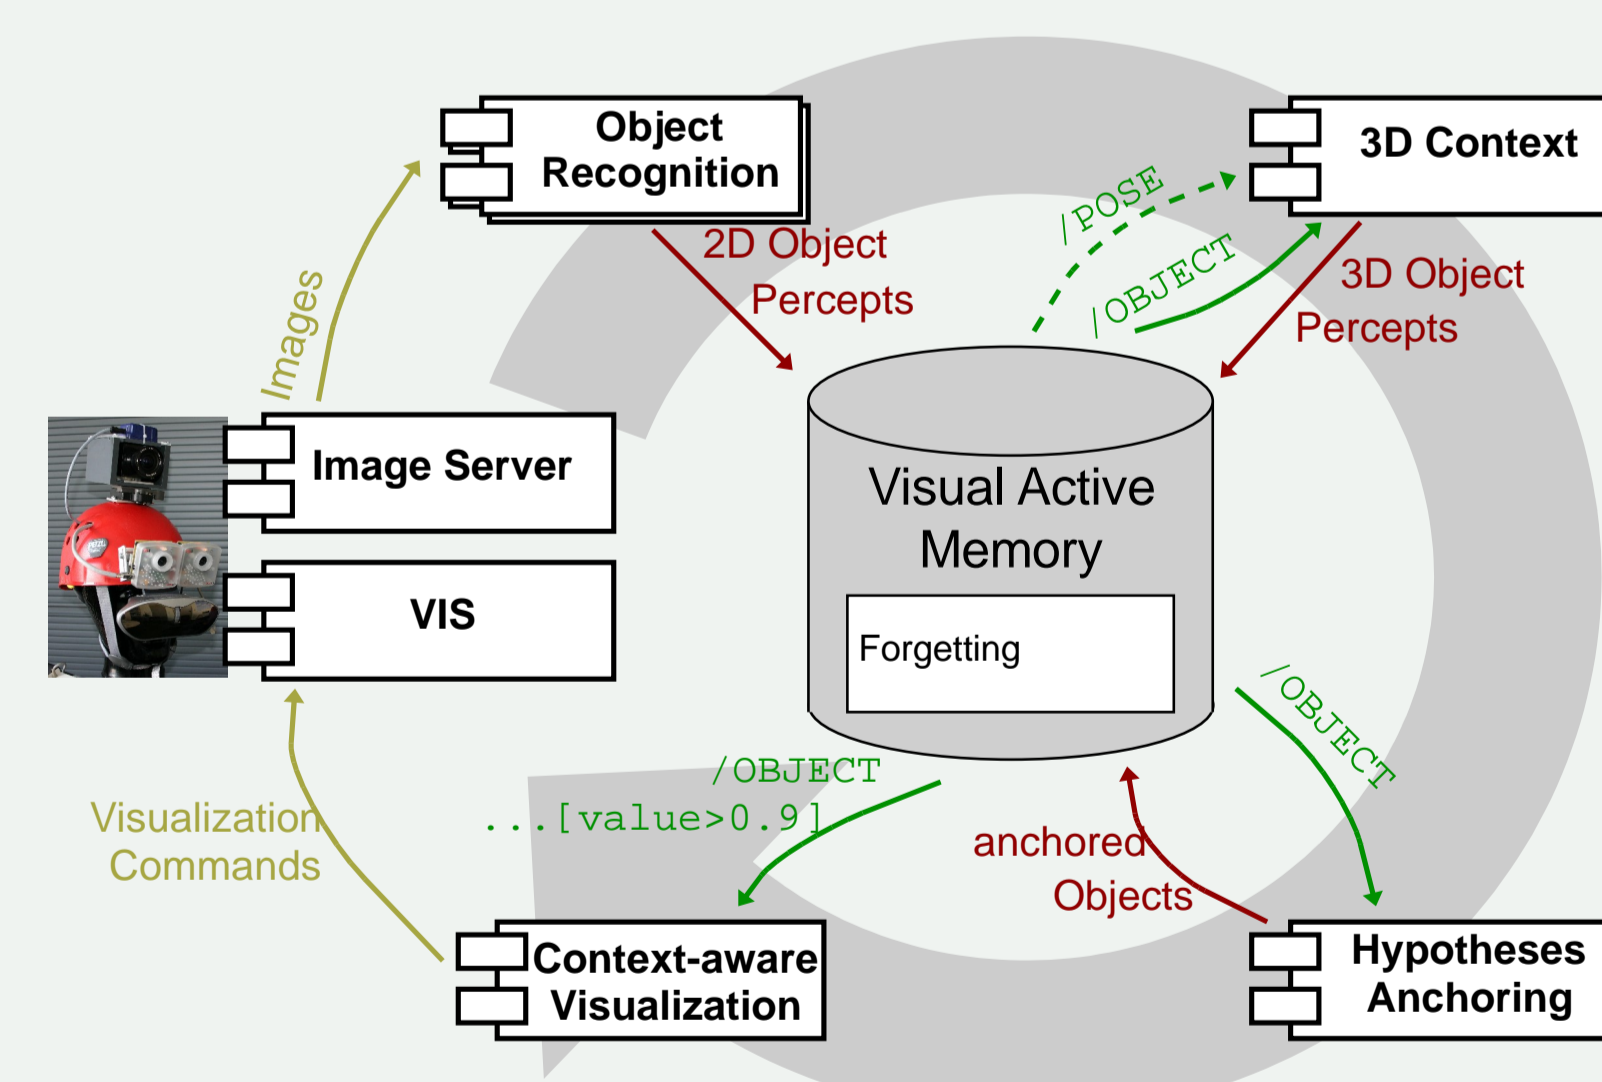 Object
Recognition
3D Context
/POSE
/OBJECT
2D Object
Percepts
3D Object
Percepts
Images
Image Server
VIS
Visual Active
Memory
Forgetting
/OBJECT
/OBJECT
...[value>0.9]
Visualization
Commands
anchored
Objects
Context-aware
Visualization
Hypotheses
Anchoring